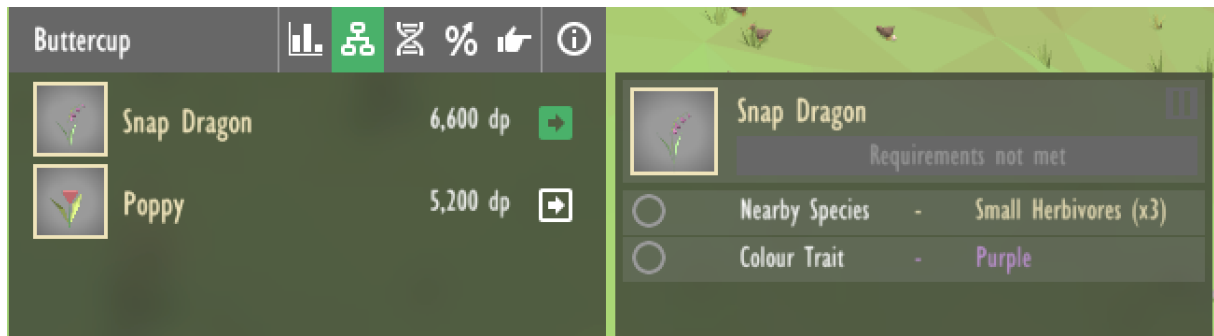 Buttercup
Snap Dragon 6,600 dp
Poppy 5,200 dp
Snap Dragon
Requirements not met
Nearby Species - Small Herbivores (x3)
Colour Trait - Purple